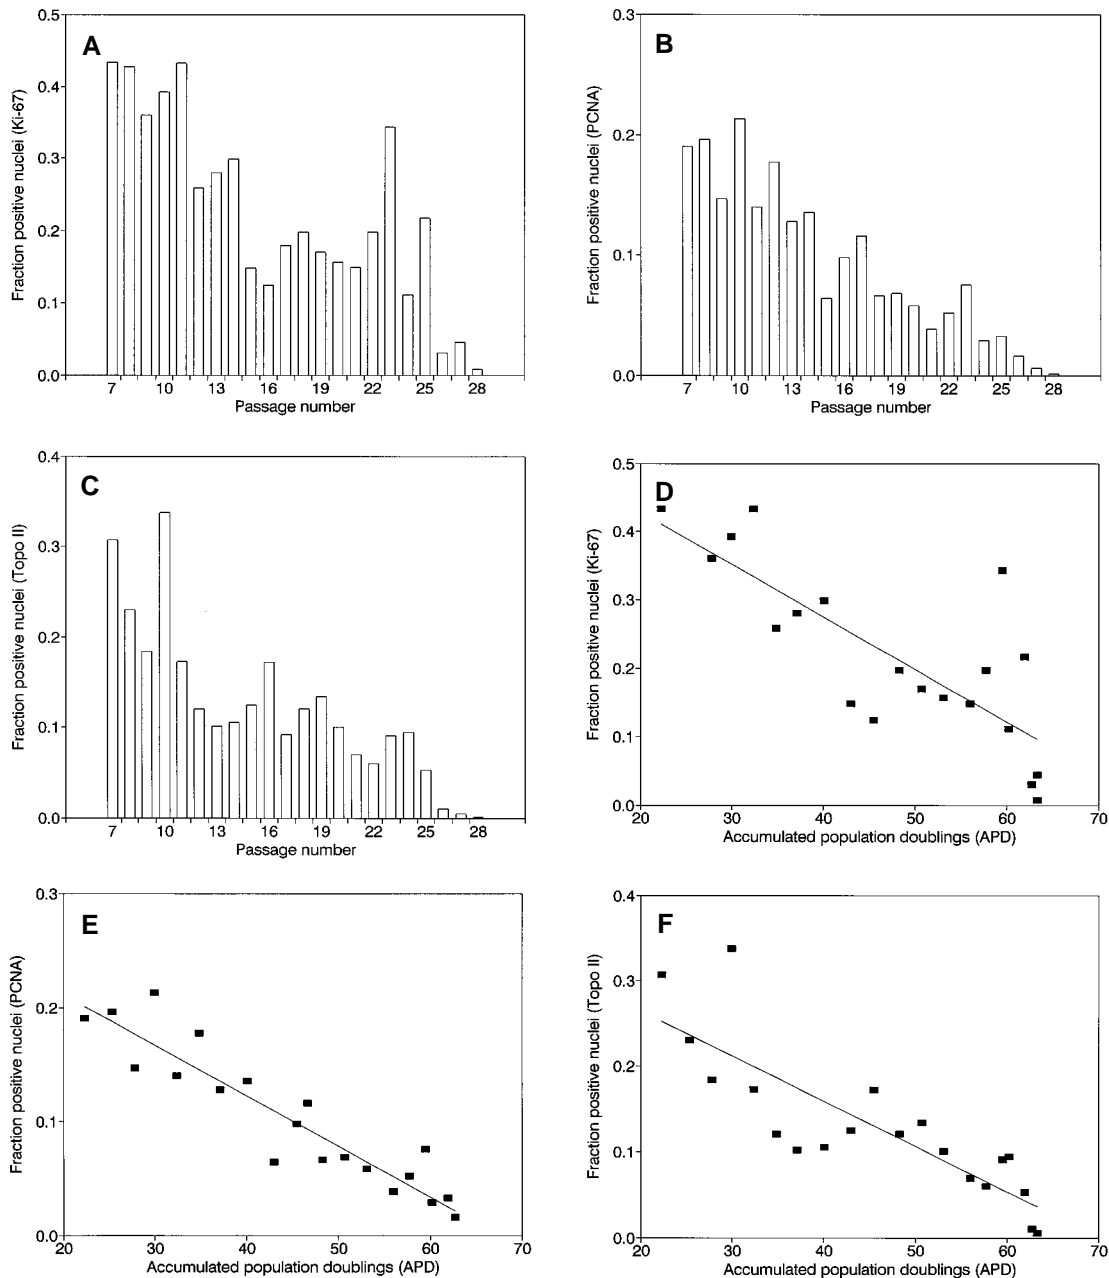 A
Fraction positive nuclei (Ki-67)
0.5
0.4
0.3
0.2
0.1
0.0
7 10 13 16 19 22 25 28
Passage number
B
Fraction positive nuclei (PCNA)
0.3
0.2
0.1
0.0
7 10 13 16 19 22 25 28
Passage number
C
Fraction positive nuclei (Topo II)
0.4
0.3
0.2
0.1
0.0
7 10 13 16 19 22 25 28
Passage number
D
Fraction positive nuclei (Ki-67)
0.5
0.4
0.3
0.2
0.1
0.0
20 30 40 50 60 70
Accumulated population doublings (APD)
E
Fraction positive nuclei (PCNA)
0.3
0.2
0.1
0.0
20 30 40 50 60 70
Accumulated population doublings (APD)
F
Fraction positive nuclei (Topo II)
0.4
0.3
0.2
0.1
0.0
20 30 40 50 60 70
Accumulated population doublings (APD)